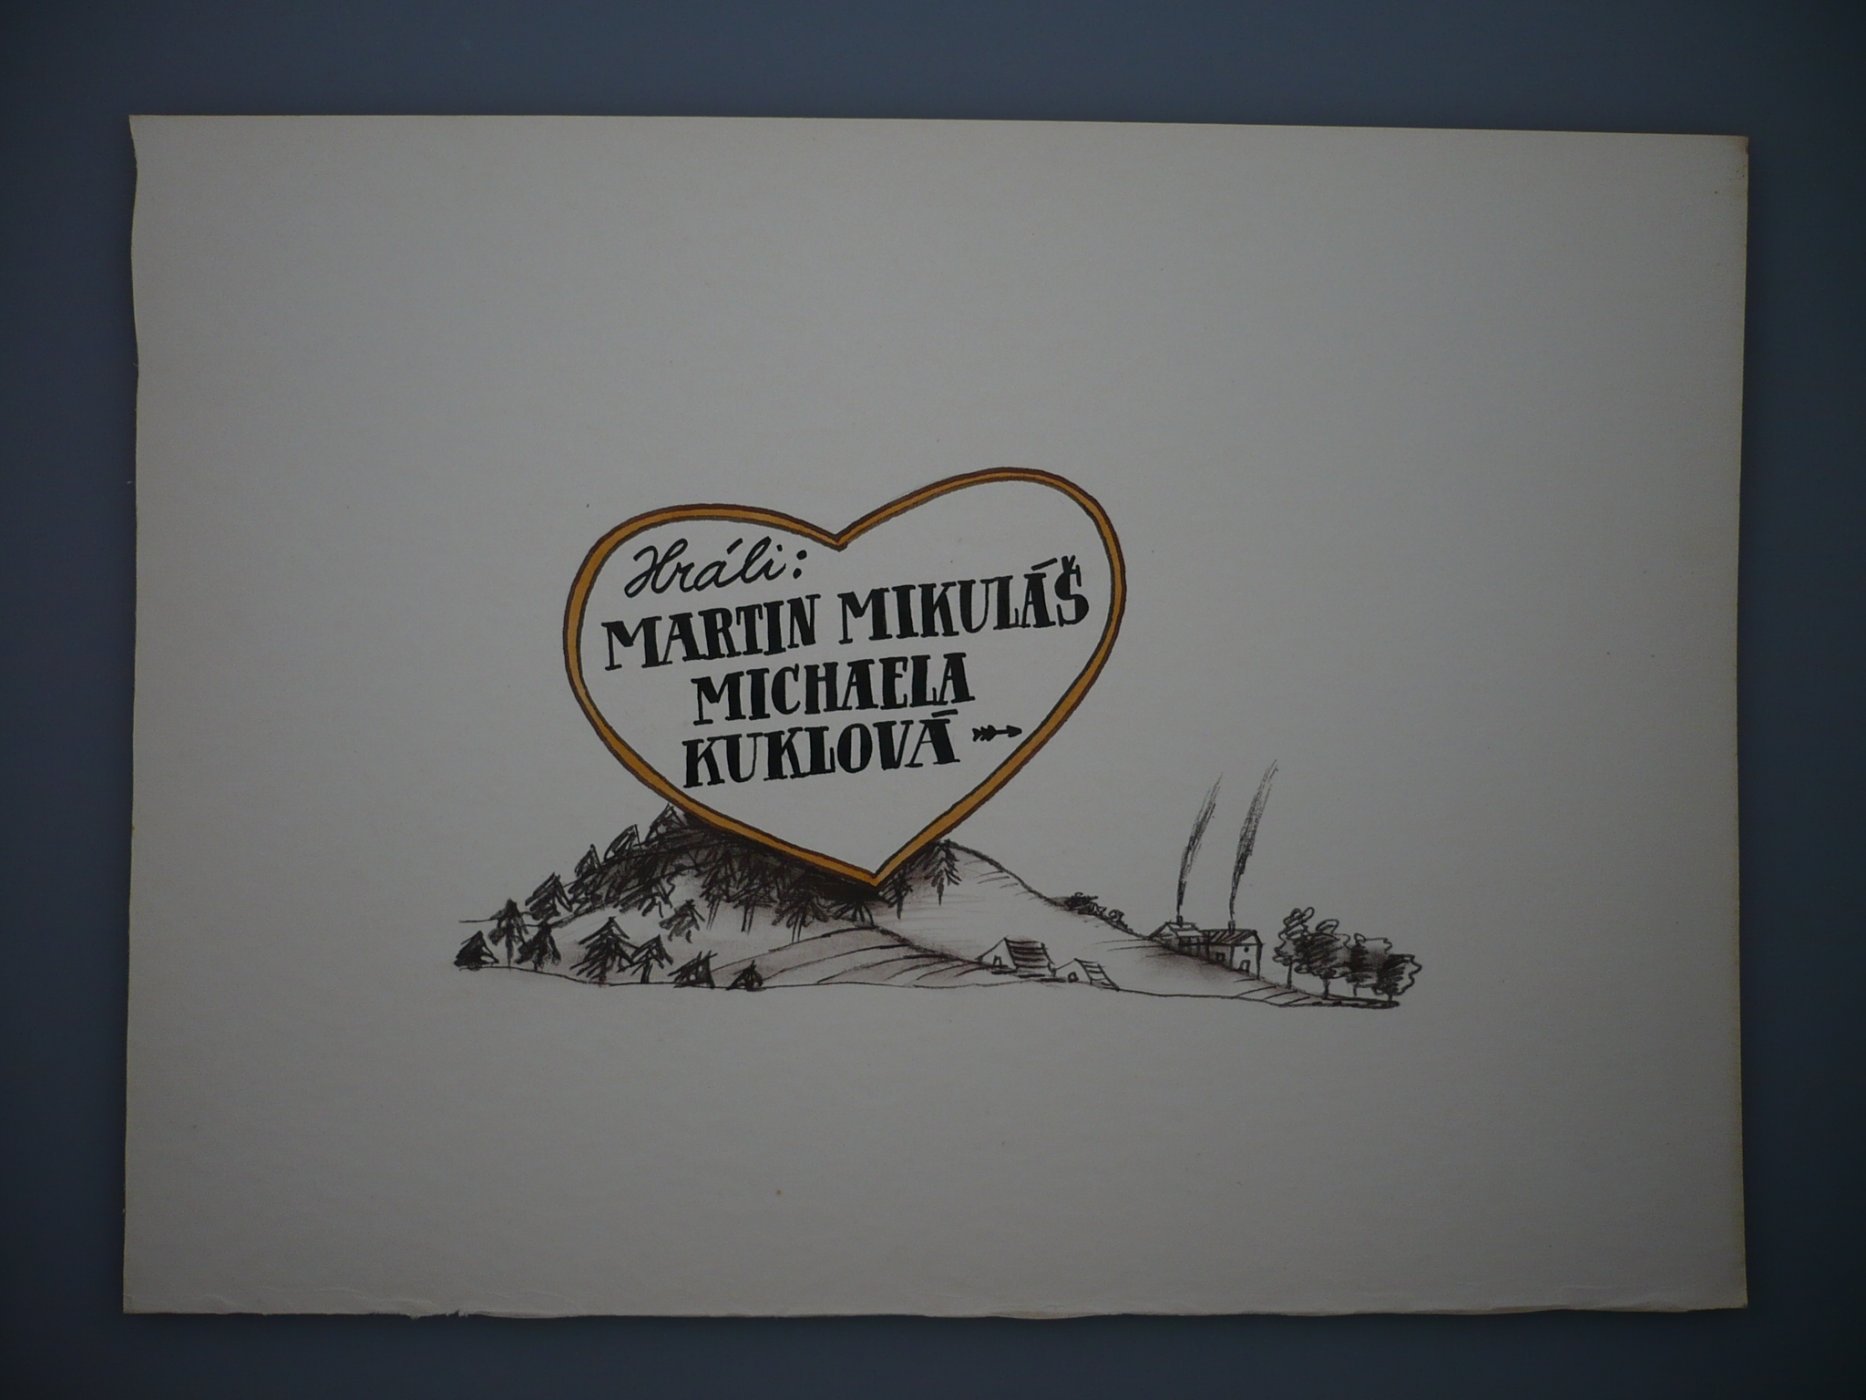 Hráli:
MARTIN MIKULÁŠ
MICHAELA
KUKLOVÁ